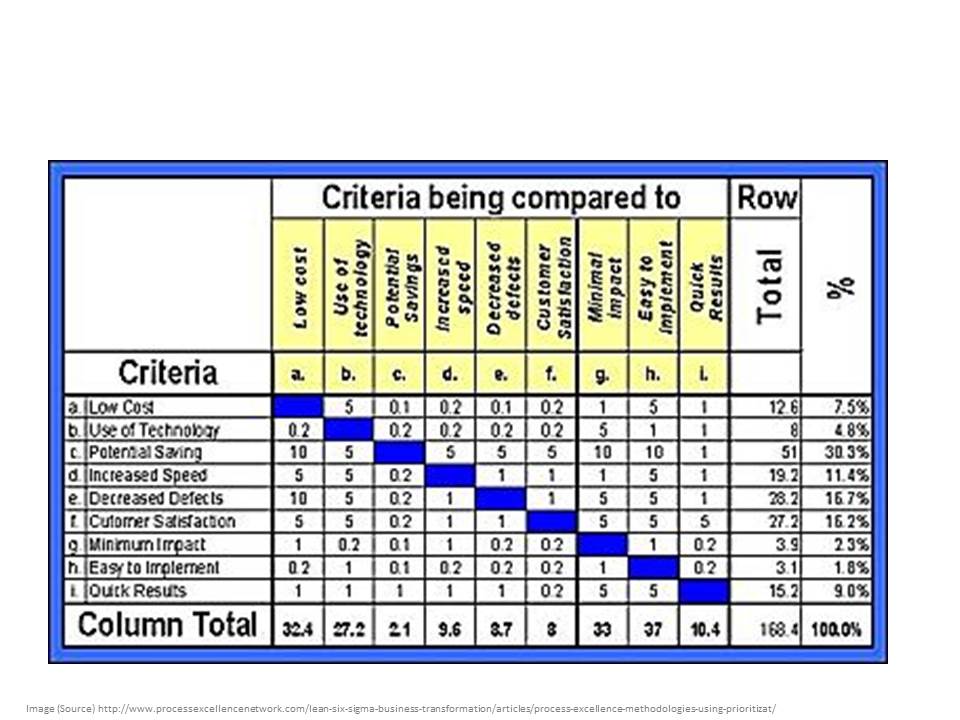 Criteria being compared to Row
Low cost Use of technology Potential Savings Increased speed Decreased defects Customer Satisfaction Minimal impact Easy to Implement Quick Results Total %
Criteria a. b. c. d. e. f. g. h. i.
a. Low Cost 5 0.1 0.2 0.1 0.2 1 5 1 12.6 7.5%
b. Use of Technology 0.2 0.2 0.2 0.2 0.2 5 1 1 8 4.8%
c. Potential Saving 10 5 5 5 5 10 10 1 51 30.3%
d. Increased Speed 5 5 0.2 1 1 1 5 1 19.2 11.4%
e. Decreased Defects 10 5 0.2 1 1 5 5 1 28.2 16.7%
f. Cutomer Satisfaction 5 5 0.2 1 1 5 5 5 27.2 16.2%
g. Minimum Impact 1 0.2 0.1 1 0.2 0.2 1 0.2 3.9 2.3%
h. Easy to Implement 0.2 1 0.1 0.2 0.2 0.2 1 0.2 3.1 1.8%
i. Quick Results 1 1 1 1 1 0.2 5 5 15.2 9.0%
Column Total 32.4 27.2 2.1 9.6 8.7 8 33 37 10.4 168.4 100.0%
Image (Source) http://www.processexcellencenetwork.com/lean-six-sigma-business-transformation/articles/process-excellence-methodologies-using-prioritizat/